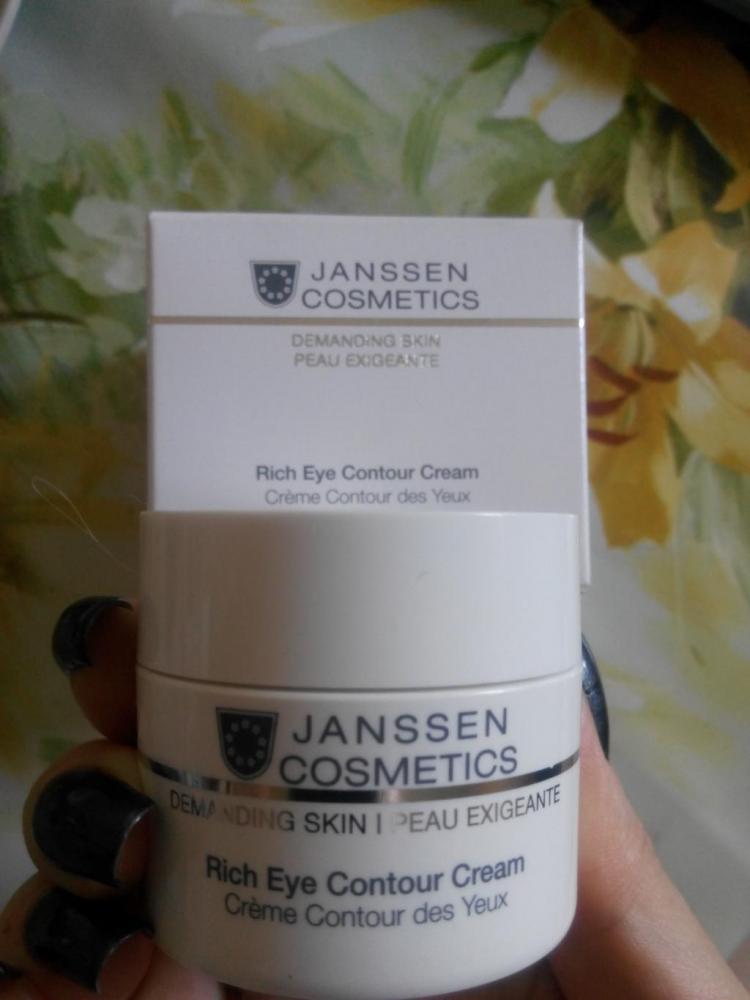 JANSSEN
COSMETICS
DEMANDING SKIN
PEAU EXIGEANTE
Rich Eye Contour Cream
Crème Contour des Yeux
JANSSEN
COSMETICS
DEMANDING SKIN | PEAU EXIGEANTE
Rich Eye Contour Cream
Crème Contour des Yeux